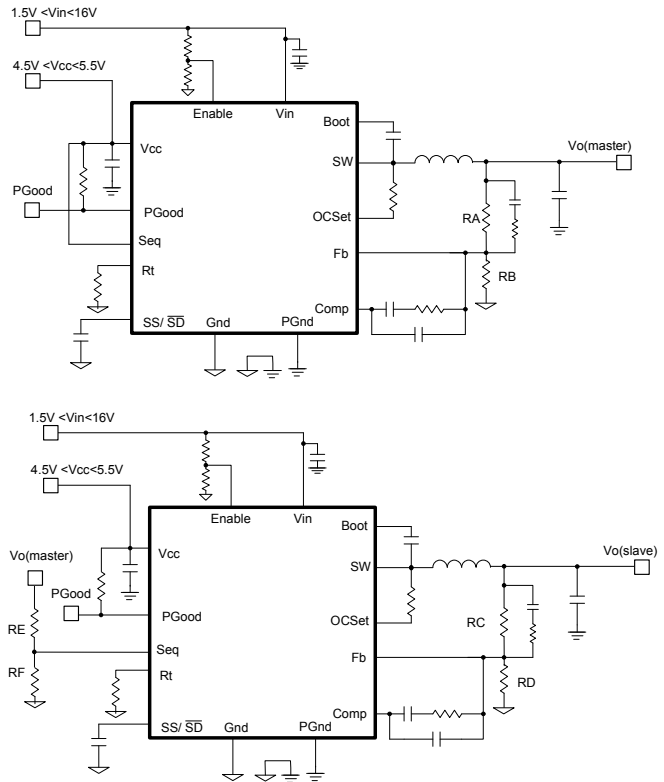 1.5V <Vin<16V
4.5V <Vcc<5.5V
Enable
Vin
Boot
Vcc
SW
Vo(master)
PGood
PGood
OCSet
RA
Seq
Fb
Rt
RB
Comp
SS/ SD
Gnd
PGnd
1.5V <Vin<16V
4.5V <Vcc<5.5V
Enable
Vin
Boot
Vo(master)
Vcc
SW
Vo(slave)
PGood
PGood
OCSet
RE
RC
Seq
Fb
RF
Rt
RD
Comp
SS/ SD
Gnd
PGnd